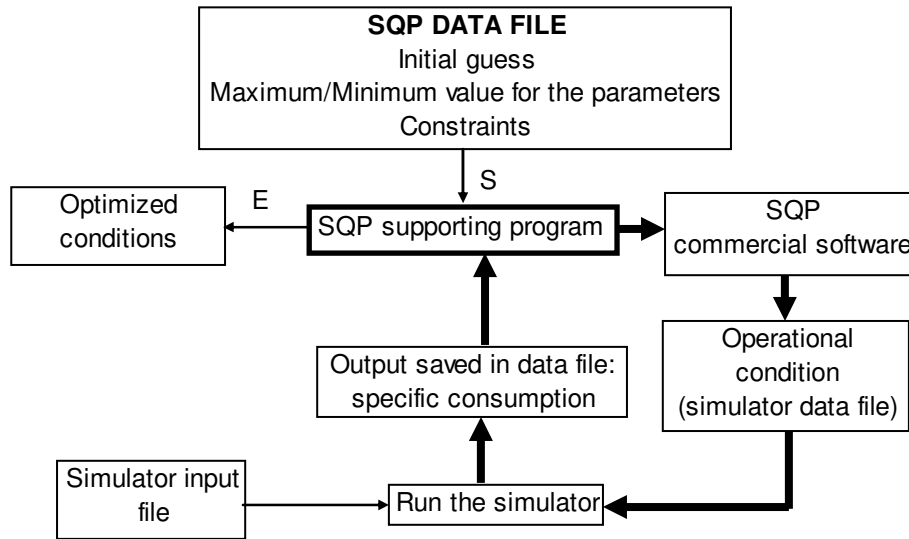 SQP DATA FILE
Initial guess
Maximum/Minimum value for the parameters
Constraints
S
E
Optimized
conditions
SQP supporting program
SQP
commercial software
Operational
condition
(simulator data file)
Output saved in data file:
specific consumption
Simulator input
file
Run the simulator